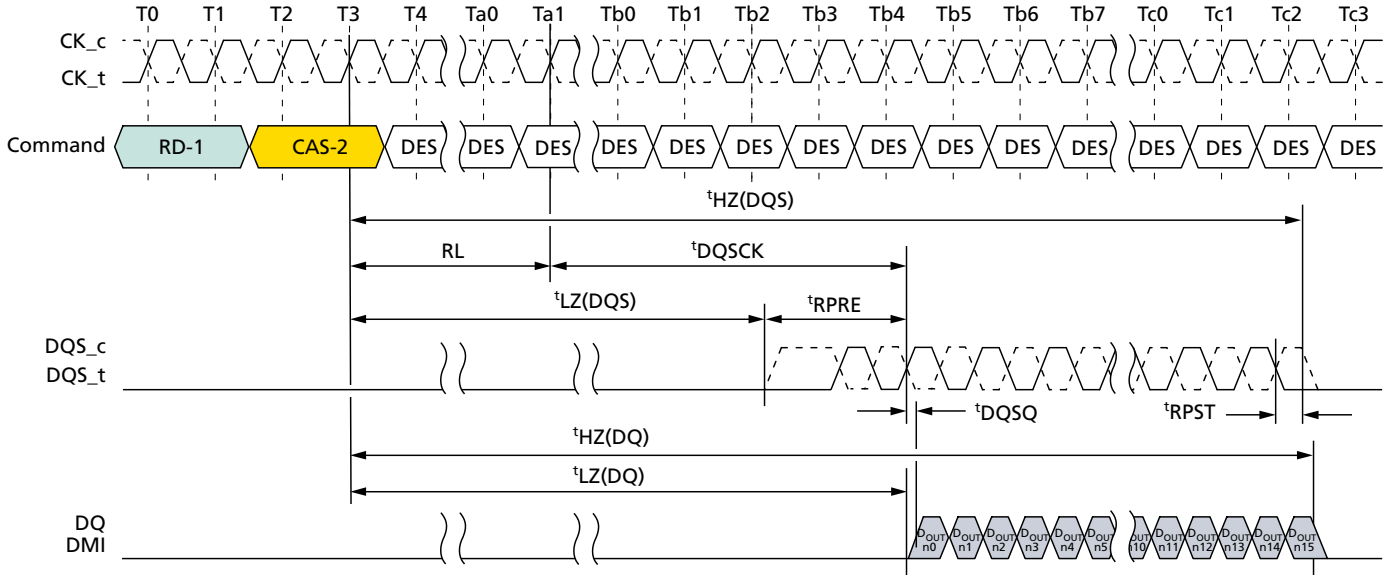 T0 T1 T2 T3 T4 Ta0 Ta1 Tb0 Tb1 Tb2 Tb3 Tb4 Tb5 Tb6 Tb7 Tc0 Tc1 Tc2 Tc3
CK_c
CK_t
Command RD-1 CAS-2 DES DES DES DES DES DES DES DES DES DES DES DES DES DES DES
tHZ(DQS)
RL tDQSCK
tLZ(DQS) tRPRE
DQS_c
DQS_t
tDQSQ tRPST
tHZ(DQ)
tLZ(DQ)
DQ
DMI
DOUT DOUT DOUT DOUT DOUT DOUT DOUT DOUT DOUT DOUT DOUT DOUT
n0 n1 n2 n3 n4 n5 n10 n11 n12 n13 n14 n15